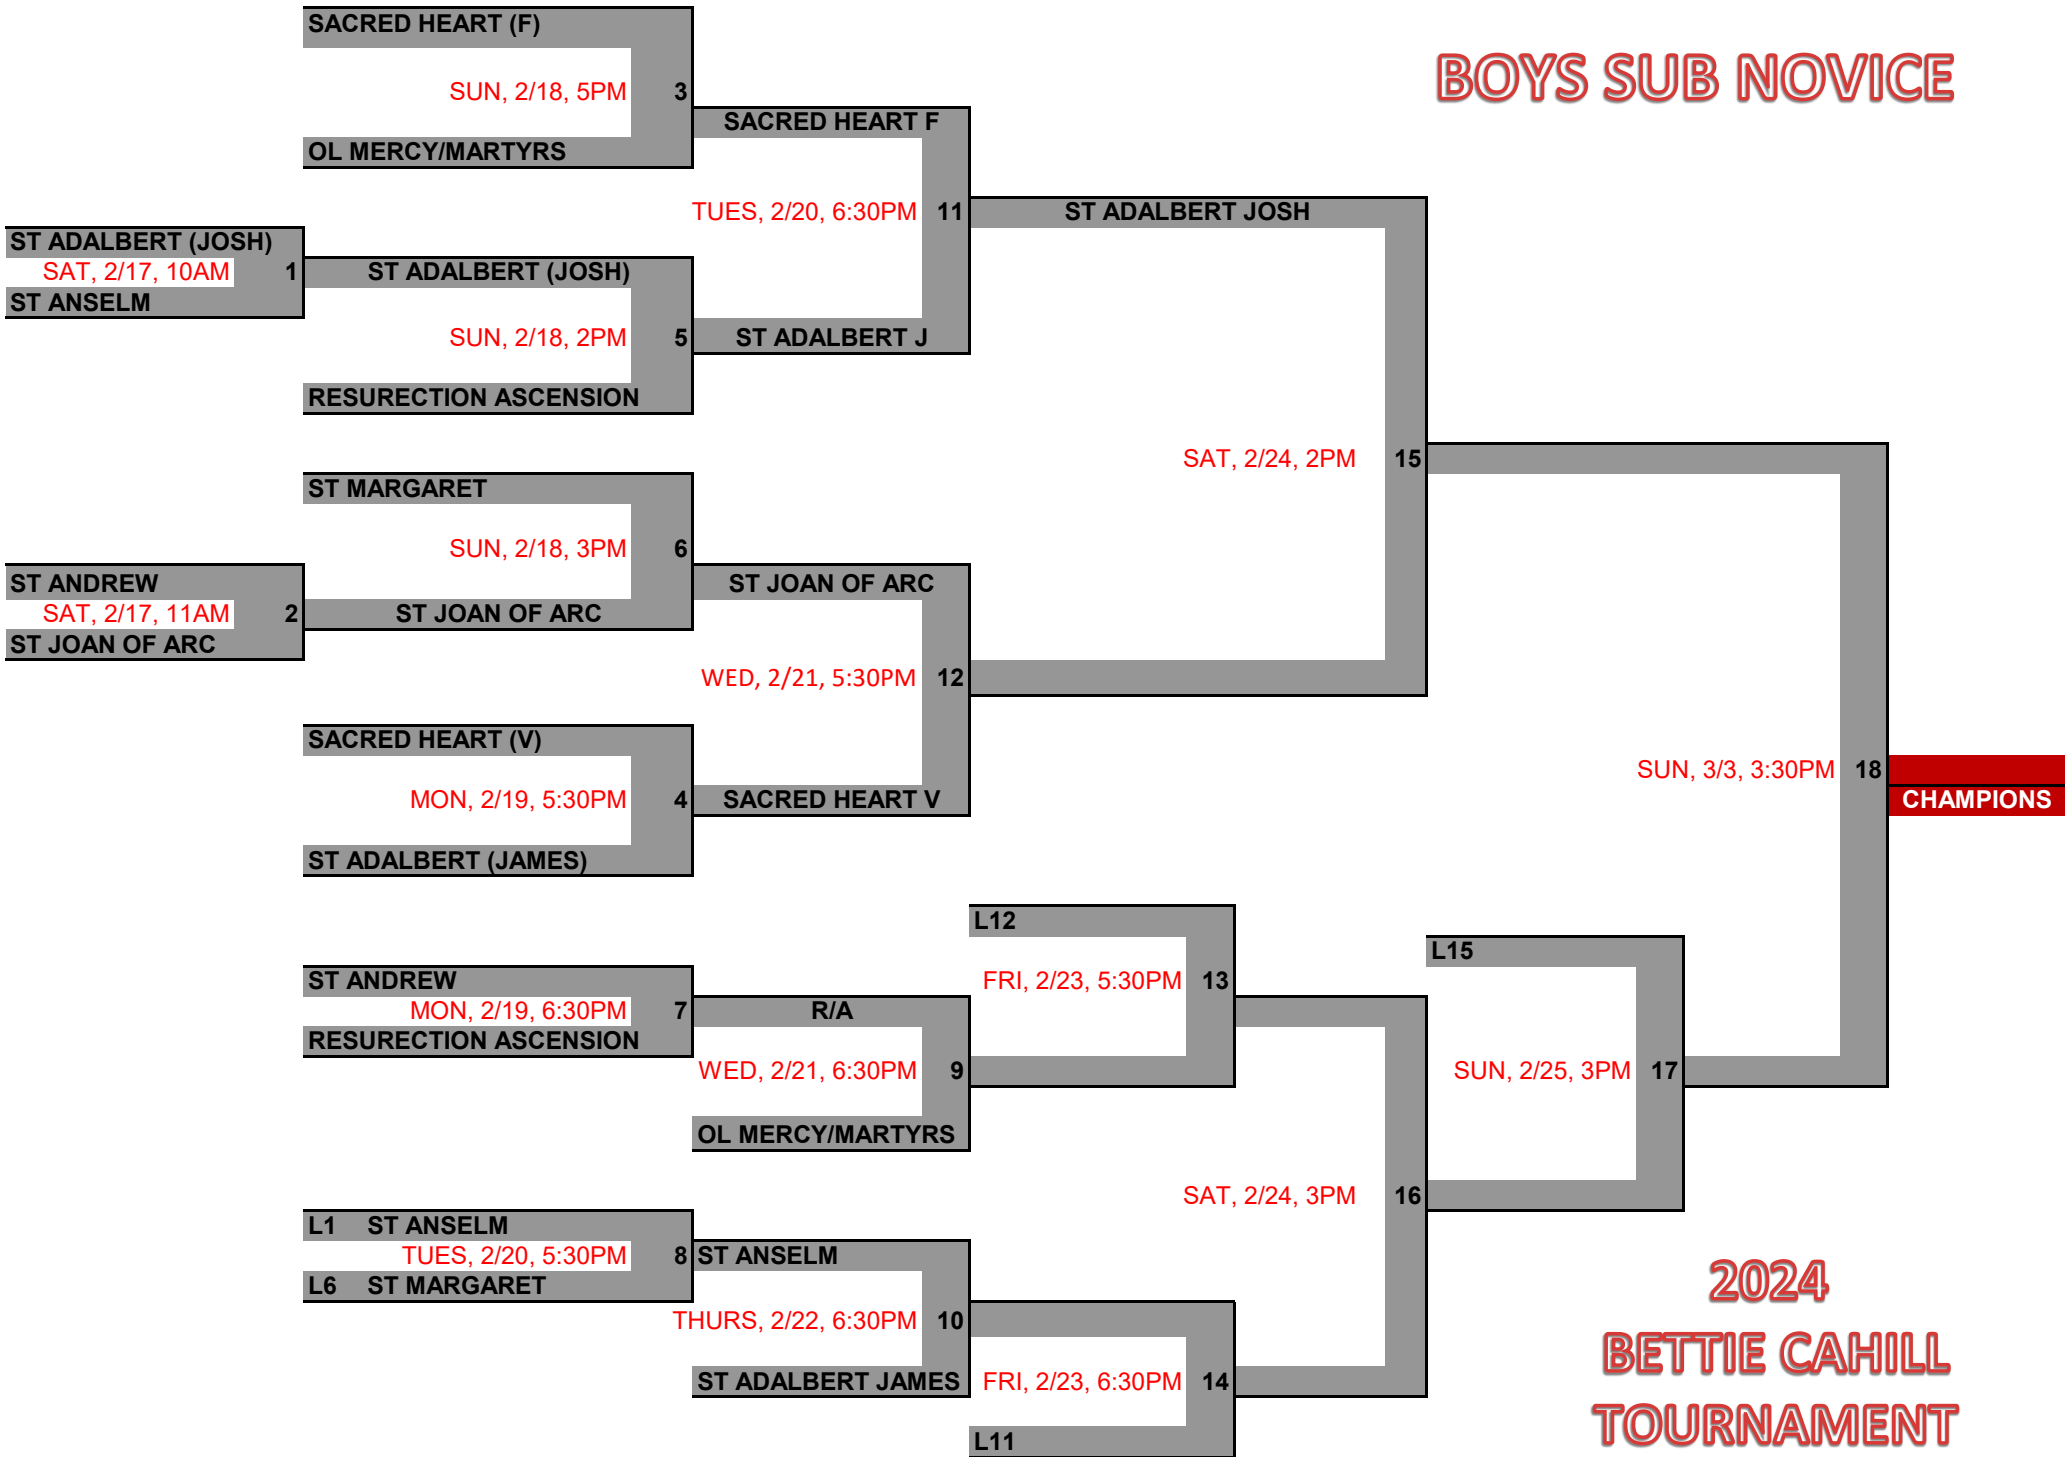 SACRED HEART (F)
BOYS SUB NOVICE
SUN, 2/18, 5PM 3
SACRED HEART F
OL MERCY/MARTYRS
TUES, 2/20, 6:30PM 11
ST ADALBERT JOSH
ST ADALBERT (JOSH)
SAT, 2/17, 10AM 1
ST ADALBERT (JOSH)
ST ANSELM
SUN, 2/18, 2PM 5
ST ADALBERT J
RESURECTION ASCENSION
SAT, 2/24, 2PM 15
ST MARGARET
SUN, 2/18, 3PM 6
ST ANDREW
ST JOAN OF ARC
SAT, 2/17, 11AM 2
ST JOAN OF ARC
ST JOAN OF ARC
WED, 2/21, 5:30PM 12
SACRED HEART (V)
SUN, 3/3, 3:30PM 18
MON, 2/19, 5:30PM 4
SACRED HEART V
CHAMPIONS
ST ADALBERT (JAMES)
L12
L15
ST ANDREW
FRI, 2/23, 5:30PM 13
MON, 2/19, 6:30PM 7
R/A
RESURECTION ASCENSION
WED, 2/21, 6:30PM 9
SUN, 2/25, 3PM 17
OL MERCY/MARTYRS
SAT, 2/24, 3PM 16
L1 ST ANSELM
TUES, 2/20, 5:30PM 8
ST ANSELM
L6 ST MARGARET
THURS, 2/22, 6:30PM 10
ST ADALBERT JAMES
FRI, 2/23, 6:30PM 14
L11
2024
BETTIE CAHILL
TOURNAMENT